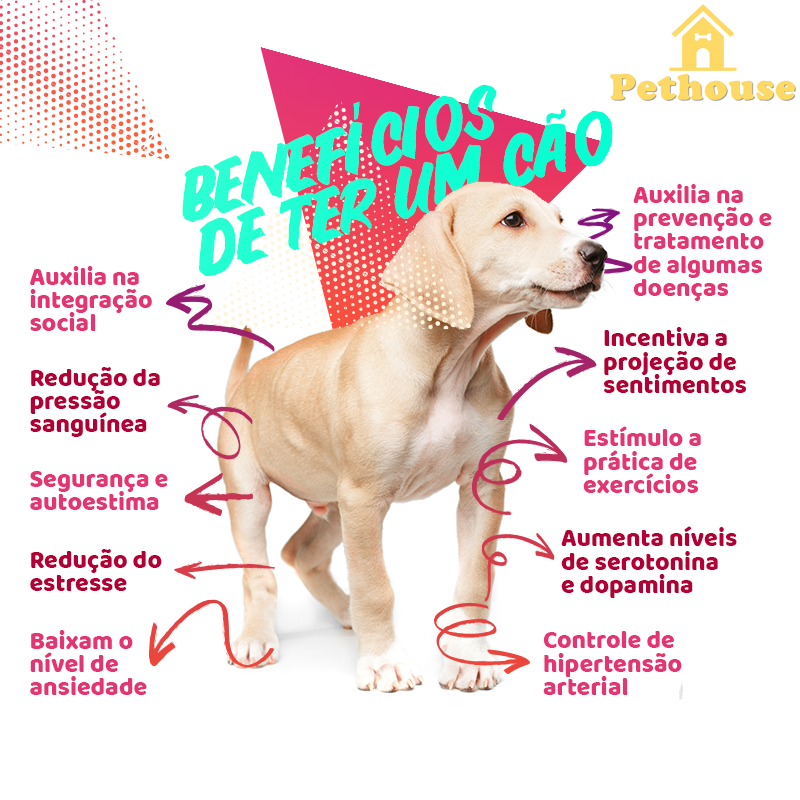 Pethouse
BENEFÍCIOS
DE TER UM CÃO
Auxilia na
integração
social
Redução da
pressão
sanguínea
Segurança e
autoestima
Redução do
estresse
Baixam o
nível de
ansiedade
Auxilia na
prevenção e
tratamento
de algumas
doenças
Incentiva a
projeção de
sentimentos
Estímulo a
prática de
exercícios
Aumenta níveis
de serotonina
e dopamina
Controle de
hipertensão
arterial